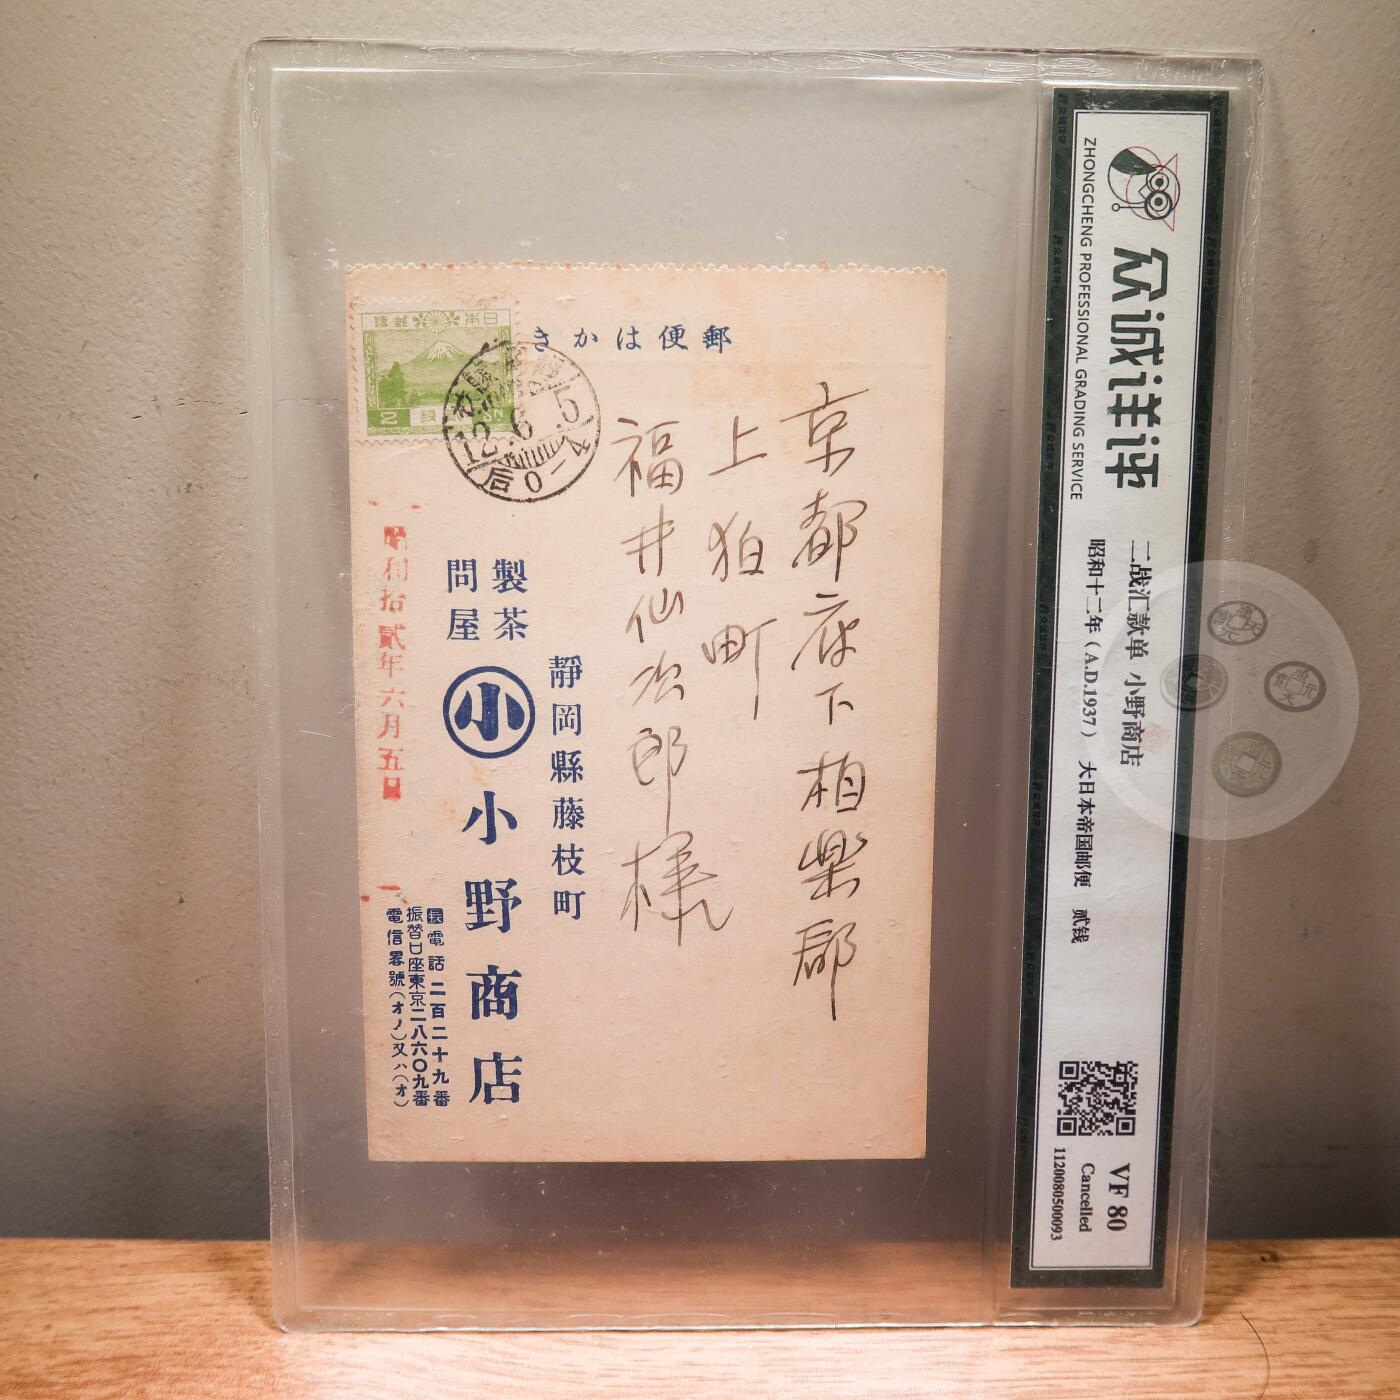 郵便はかき
日本郵便
2 銭
12.6.5
后0-4
京都府下相楽郡
上狛町
福井仙次郎様
靜岡縣藤枝町
製茶
問屋
小
小野商店
電話 二百二十九番
振替口座東京二八六〇九番
電信畧號(オノ)又ハ(オ)
昭和拾貳年六月五日
众诚评评
ZHONGCHENG PROFESSIONAL GRADING SERVICE
二战汇款单 小野商店
昭和十二年(A.D.1937) 大日本帝国邮便 贰钱
VF 80
Cancelled
1120080500093